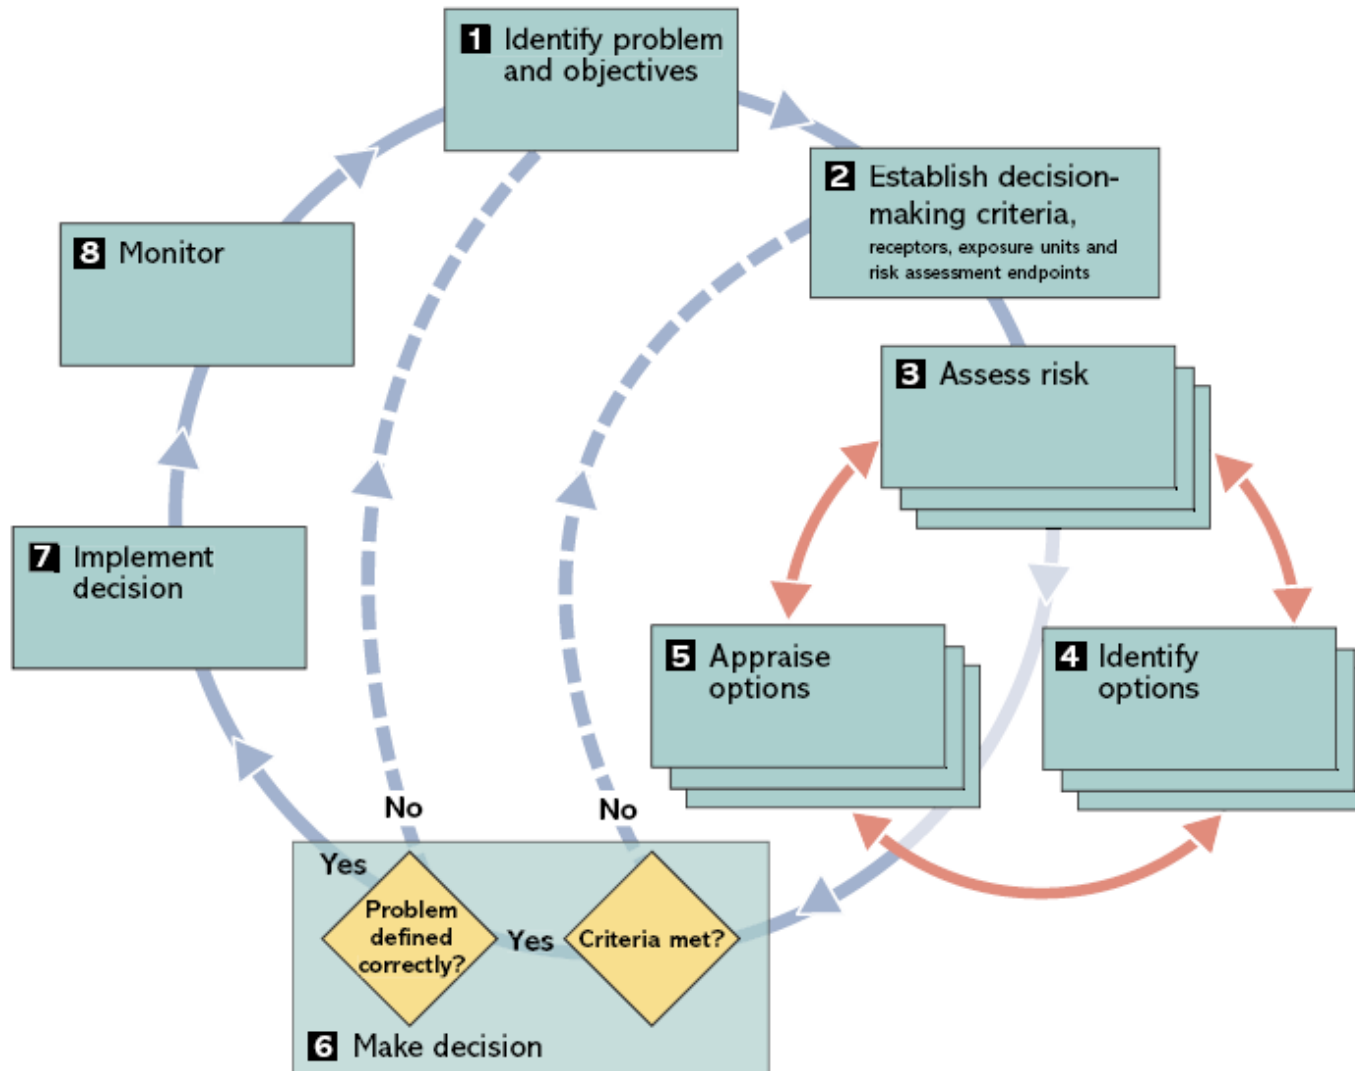 1 Identify problem
and objectives
2 Establish decision-
making criteria,
receptors, exposure units and
risk assessment endpoints
8 Monitor
3 Assess risk
7 Implement
decision
5 Appraise
options
4 Identify
options
No
No
Yes
Problem
defined
correctly?
Yes
Criteria met?
6 Make decision